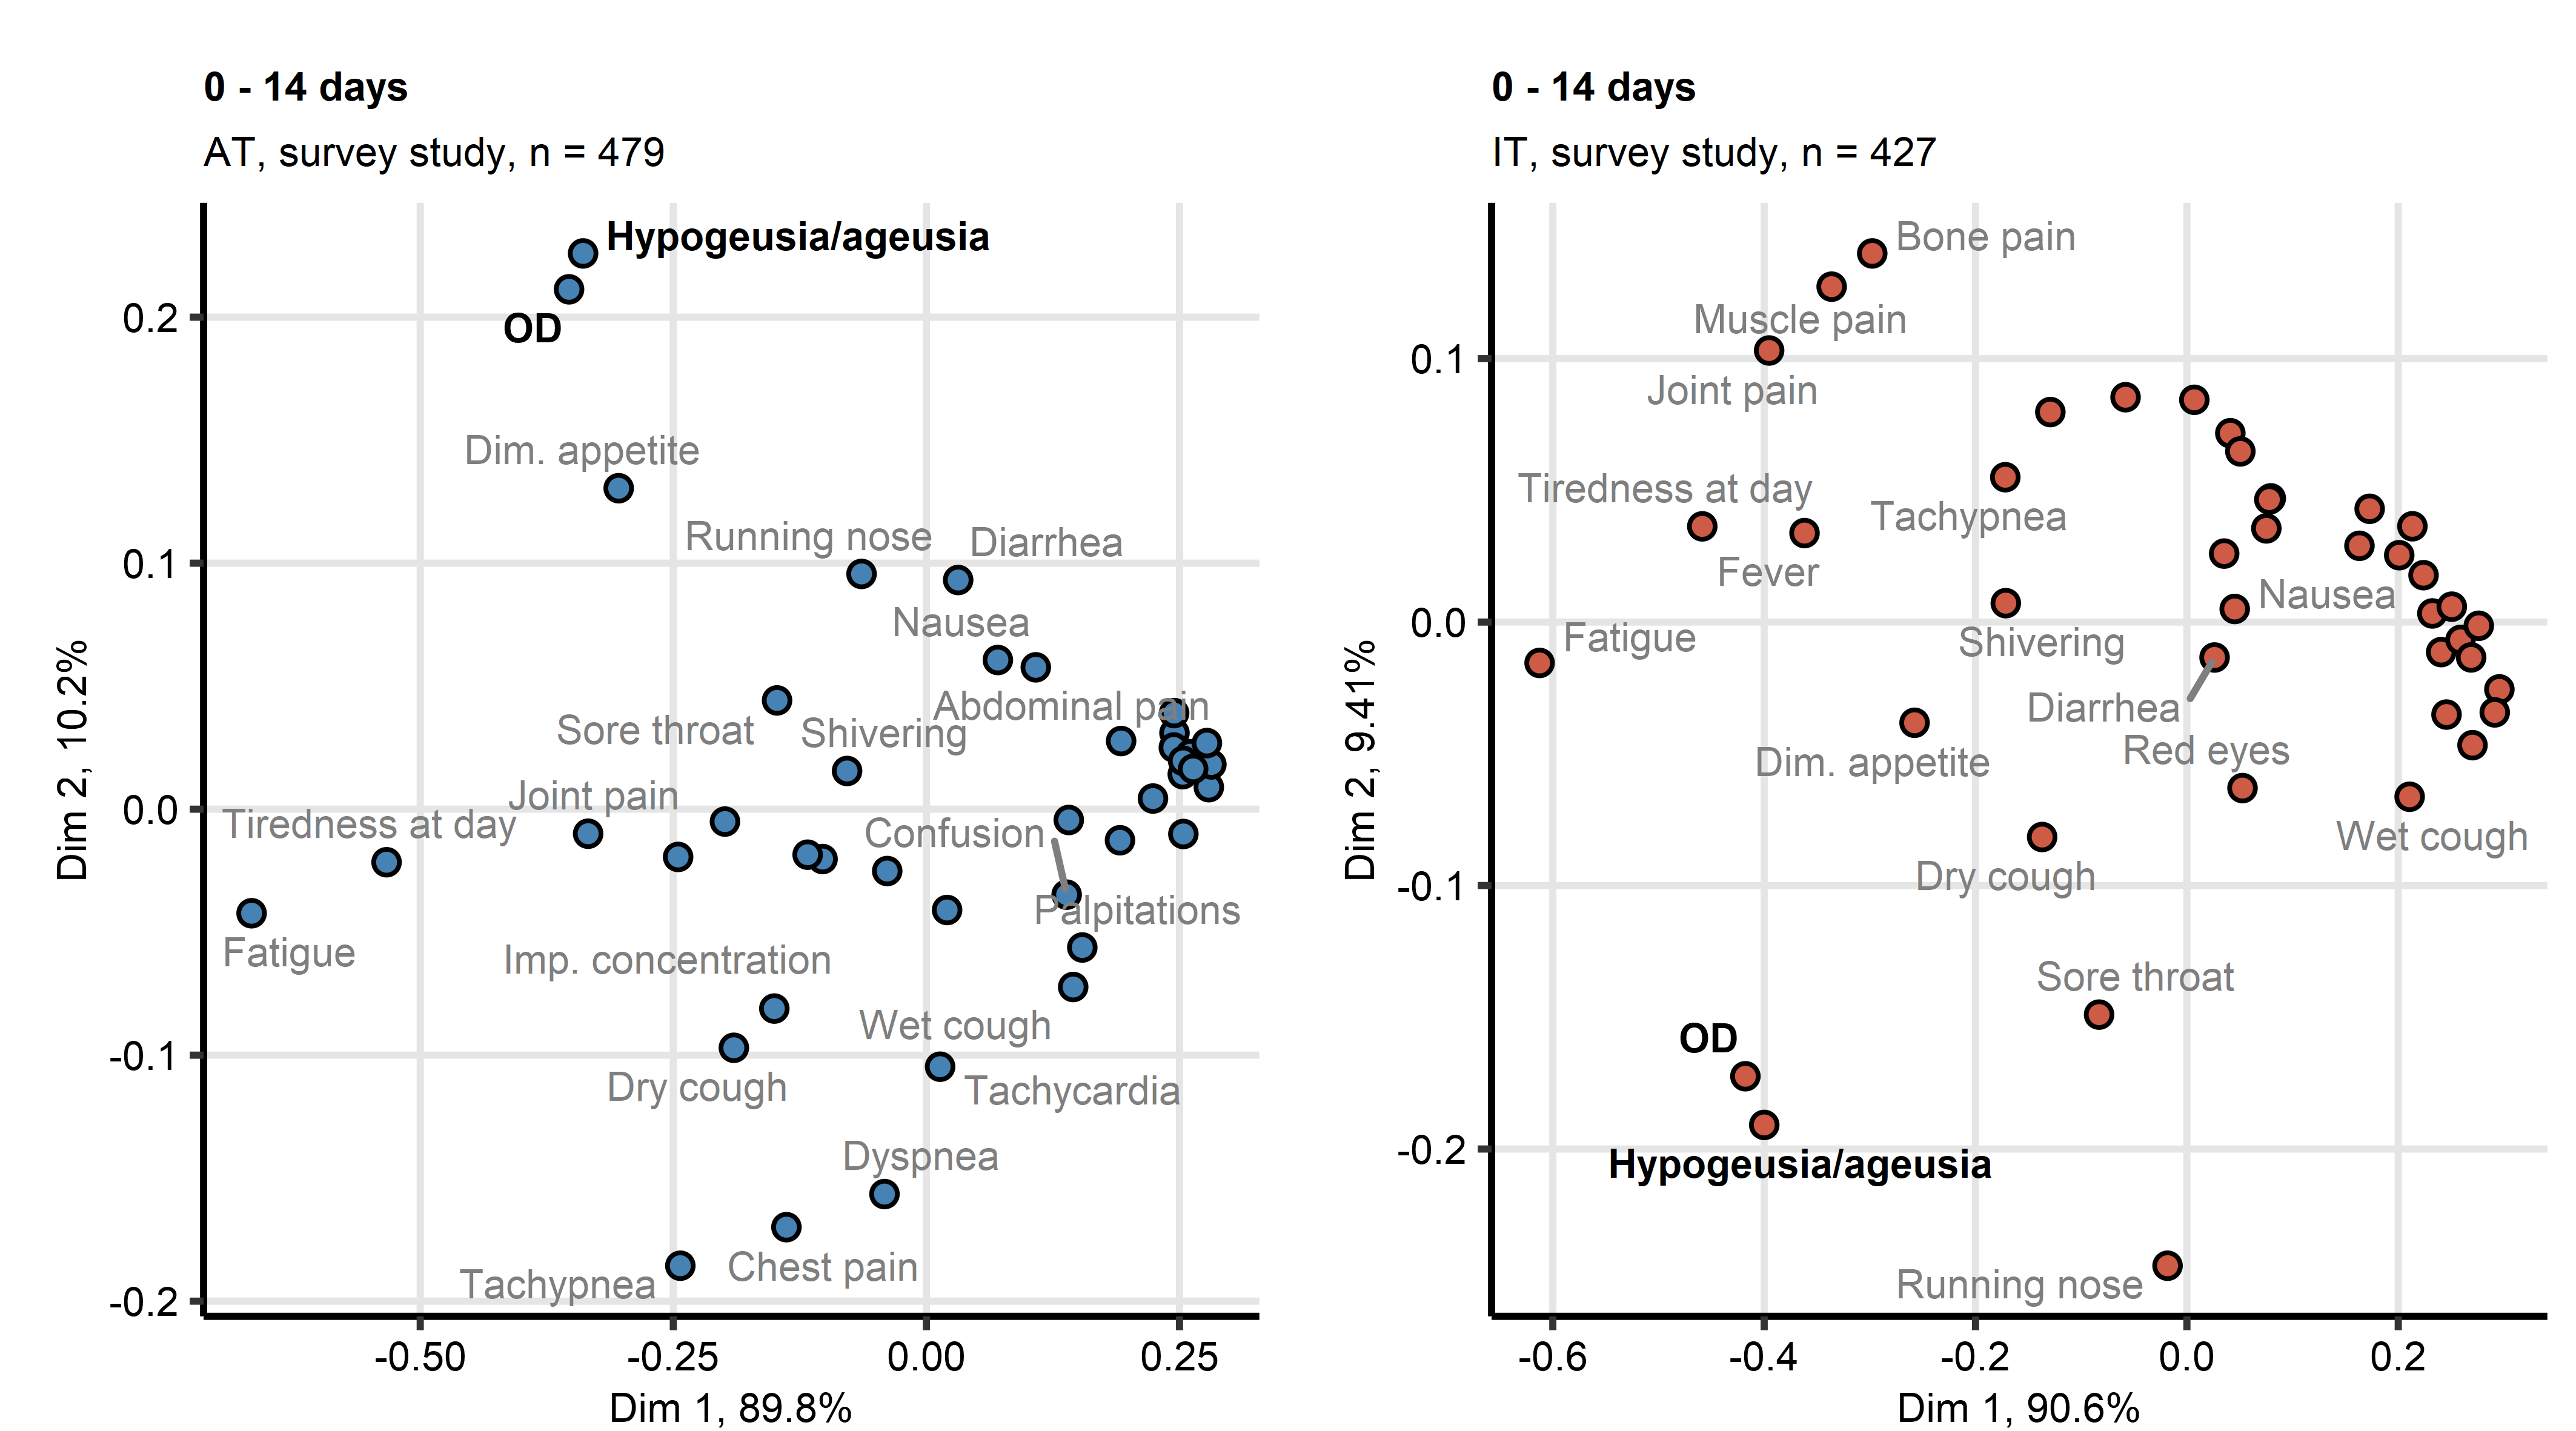 0 - 14 days
AT, survey study, n = 479
Hypogeusia/ageusia
OD
Dim. appetite
Running nose
Diarrhea
Nausea
Abdominal pain
Sore throat
Shivering
Joint pain
Tiredness at day
Confusion
Palpitations
Fatigue
Imp. concentration
Wet cough
Dry cough
Tachycardia
Dyspnea
Chest pain
Tachypnea
0.2
0.1
0.0
-0.1
-0.2
Dim 2, 10.2%
-0.50
-0.25
0.00
0.25
Dim 1, 89.8%
0 - 14 days
IT, survey study, n = 427
Bone pain
Muscle pain
Joint pain
Tiredness at day
Tachypnea
Fever
Nausea
Fatigue
Shivering
Diarrhea
Red eyes
Dim. appetite
Wet cough
Dry cough
Sore throat
OD
Hypogeusia/ageusia
Running nose
0.1
0.0
-0.1
-0.2
Dim 2, 9.41%
-0.6
-0.4
-0.2
0.0
0.2
Dim 1, 90.6%